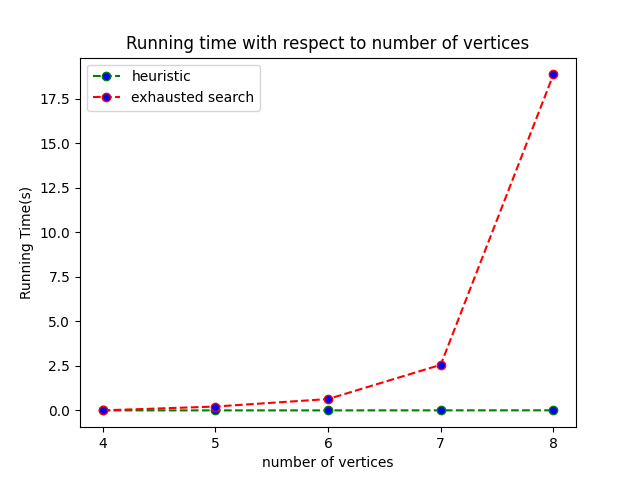 Running time with respect to number of vertices
heuristic
exhausted search
Running Time(s)
17.5
15.0
12.5
10.0
7.5
5.0
2.5
0.0
4 5 6 7 8
number of vertices